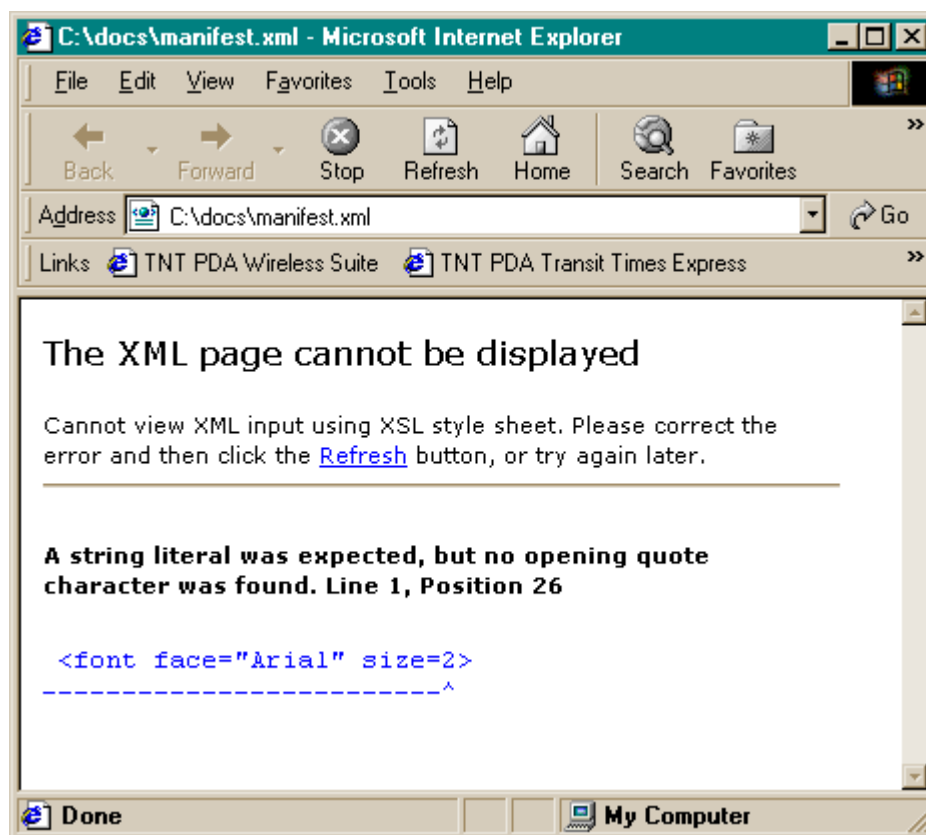 C:\docs\manifest.xml - Microsoft Internet Explorer
File Edit View Favorites Tools Help
»
Back Forward Stop Refresh Home Search Favorites
Address C:\docs\manifest.xml Go
Links TNT PDA Wireless Suite TNT PDA Transit Times Express »
The XML page cannot be displayed
Cannot view XML input using XSL style sheet. Please correct the
error and then click the Refresh button, or try again later.
A string literal was expected, but no opening quote
character was found. Line 1, Position 26
<font face="Arial" size=2>
-------------------------^
Done My Computer